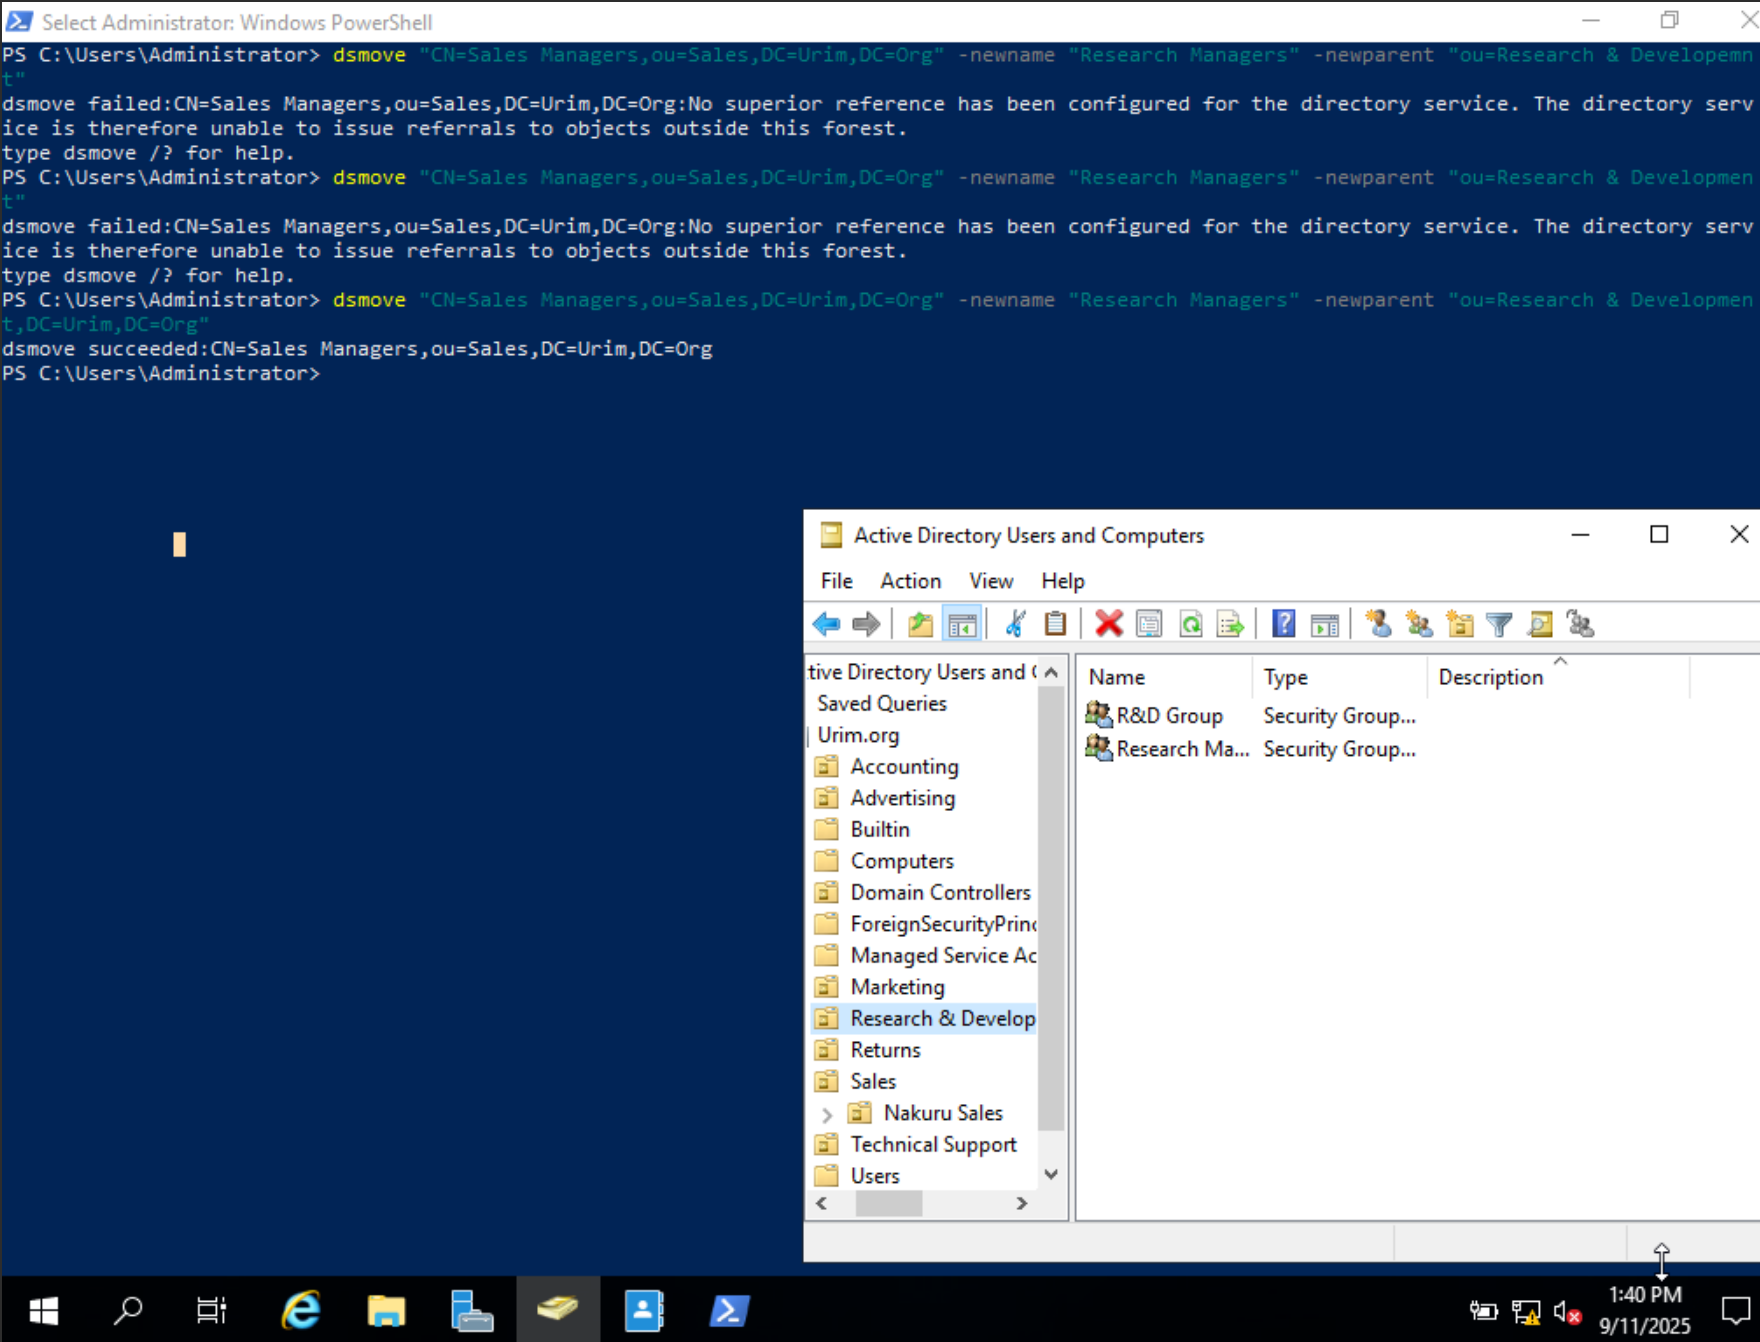 Select Administrator: Windows PowerShell
PS C:\Users\Administrator> dsmove "CN=Sales Managers,ou=Sales,DC=Urim,DC=Org" -newname "Research Managers" -newparent "ou=Research & Developemn
t"
dsmove failed:CN=Sales Managers,ou=Sales,DC=Urim,DC=Org:No superior reference has been configured for the directory service. The directory serv
ice is therefore unable to issue referrals to objects outside this forest.
type dsmove /? for help.
PS C:\Users\Administrator> dsmove "CN=Sales Managers,ou=Sales,DC=Urim,DC=Org" -newname "Research Managers" -newparent "ou=Research & Developmen
t"
dsmove failed:CN=Sales Managers,ou=Sales,DC=Urim,DC=Org:No superior reference has been configured for the directory service. The directory serv
ice is therefore unable to issue referrals to objects outside this forest.
type dsmove /? for help.
PS C:\Users\Administrator> dsmove "CN=Sales Managers,ou=Sales,DC=Urim,DC=Org" -newname "Research Managers" -newparent "ou=Research & Developmen
t,DC=Urim,DC=Org"
dsmove succeeded:CN=Sales Managers,ou=Sales,DC=Urim,DC=Org
PS C:\Users\Administrator>
Active Directory Users and Computers
File Action View Help
tive Directory Users and C
Saved Queries
Urim.org
Accounting
Advertising
Builtin
Computers
Domain Controllers
ForeignSecurityPrinc
Managed Service Ac
Marketing
Research & Develop
Returns
Sales
Nakuru Sales
Technical Support
Users
Name Type Description
R&D Group Security Group...
Research Ma... Security Group...
1:40 PM
9/11/2025